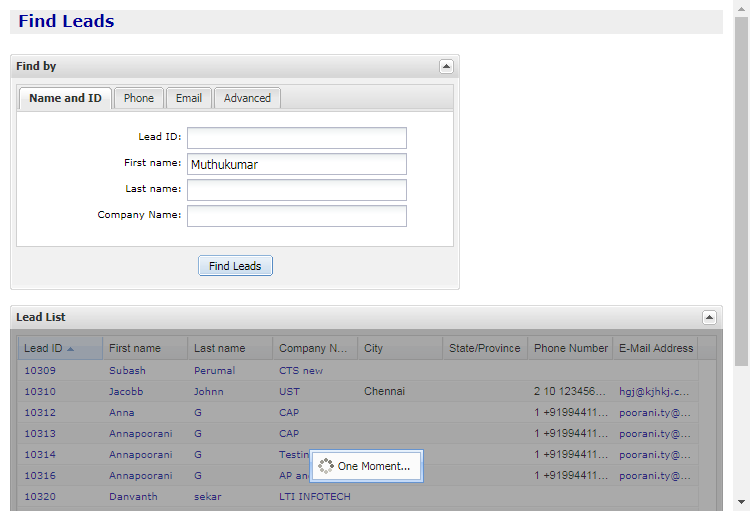 Find Leads
Find by
Name and ID Phone Email Advanced
Lead ID:
First name: Muthukumar
Last name:
Company Name:
Find Leads
Lead List
Lead ID First name Last name Company N... City State/Province Phone Number E-Mail Address
10309 Subash Perumal CTS new
10310 Jacobb Johnn UST Chennai 2 10 123456... hgj@kjhkj.c...
10312 Anna G CAP 1 +91994411... poorani.ty@...
10313 Annapoorani G CAP 1 +91994411... poorani.ty@...
10314 Annapoorani G Testin 1 +91994411... poorani.ty@...
One Moment...
10316 Annapoorani G AP an 1 +91994411... poorani.ty@...
10320 Danvanth sekar LTI INFOTECH